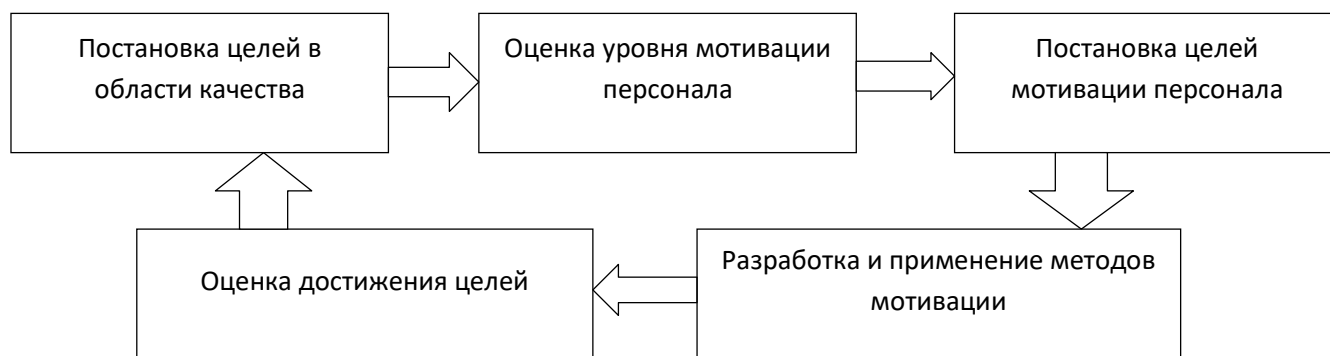 Постановка целей в
области качества
Оценка уровня мотивации
персонала
Постановка целей
мотивации персонала
Оценка достижения целей
Разработка и применение методов
мотивации